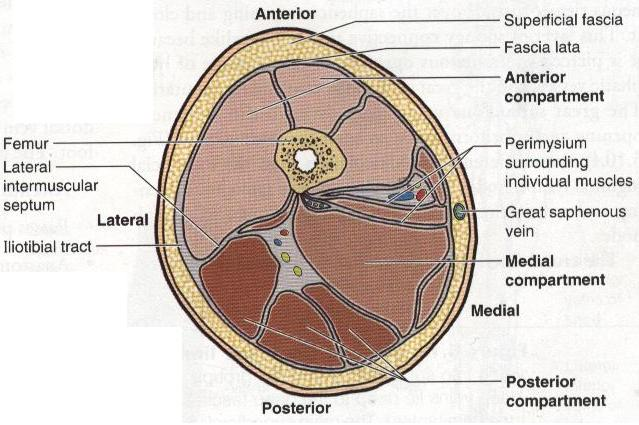 Anterior
Superficial fascia
Fascia lata
Anterior
compartment
Femur
Lateral
intermuscular
septum
Perimysium
surrounding
individual muscles
Lateral
Great saphenous
vein
Iliotibial tract
Medial
compartment
Medial
Posterior
compartment
Posterior